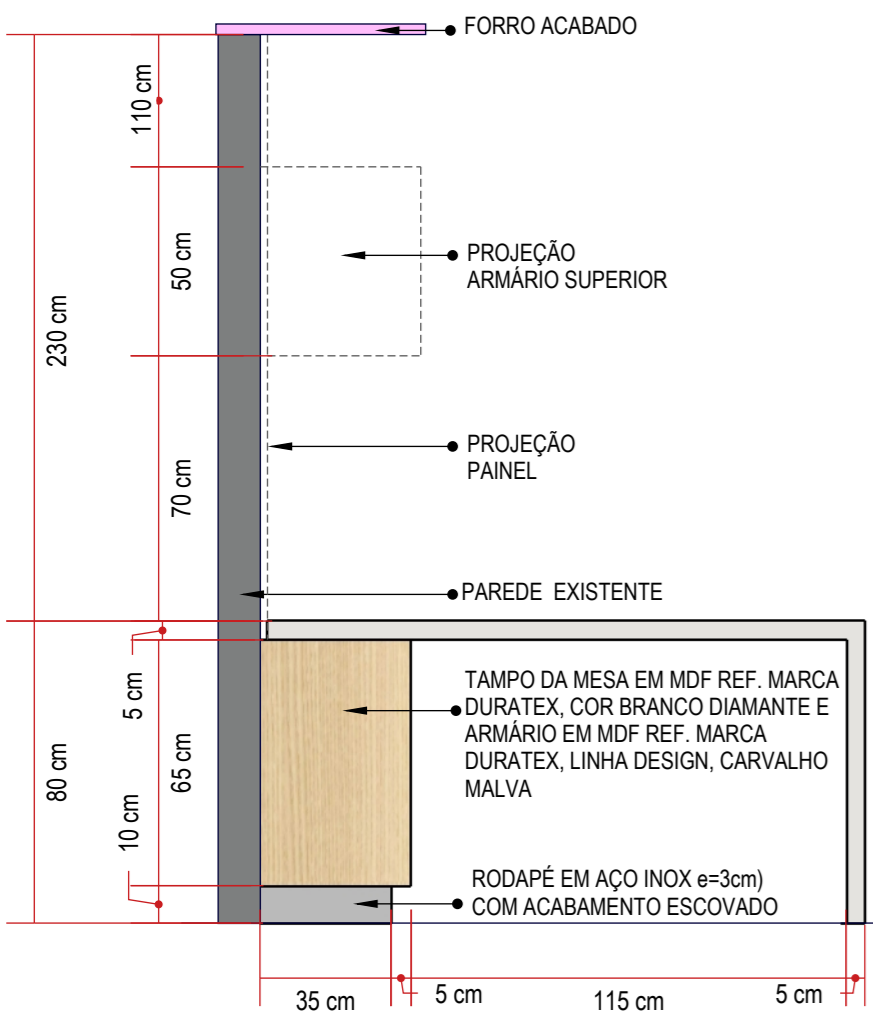 FORRO ACABADO
110 cm
50 cm
PROJEÇÃO
ARMÁRIO SUPERIOR
230 cm
PROJEÇÃO
PAINEL
70 cm
PAREDE EXISTENTE
5 cm
TAMPO DA MESA EM MDF REF. MARCA
DURATEX, COR BRANCO DIAMANTE E
ARMÁRIO EM MDF REF. MARCA
DURATEX, LINHA DESIGN, CARVALHO
MALVA
80 cm
65 cm
10 cm
RODAPÉ EM AÇO INOX e=3cm)
COM ACABAMENTO ESCOVADO
35 cm
5 cm
115 cm
5 cm